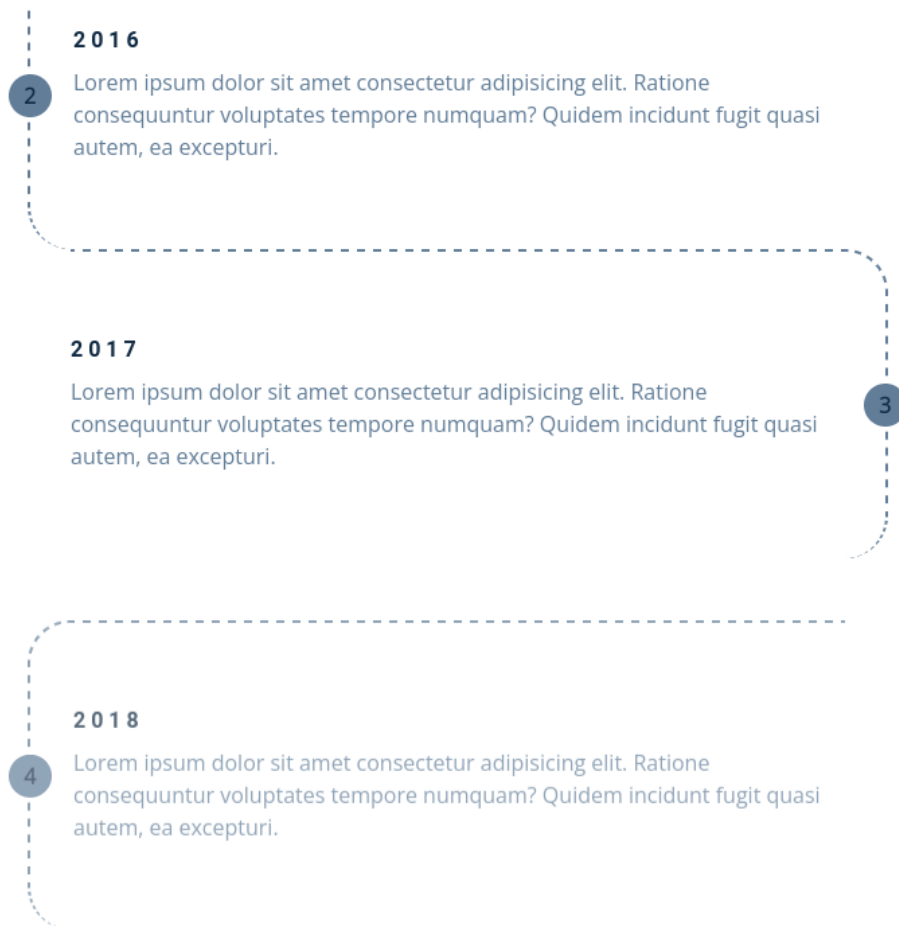 2016
2
Lorem ipsum dolor sit amet consectetur adipisicing elit. Ratione
consequuntur voluptates tempore numquam? Quidem incidunt fugit quasi
autem, ea excepturi.
2017
Lorem ipsum dolor sit amet consectetur adipisicing elit. Ratione
consequuntur voluptates tempore numquam? Quidem incidunt fugit quasi
autem, ea excepturi.
3
2018
4
Lorem ipsum dolor sit amet consectetur adipisicing elit. Ratione
consequuntur voluptates tempore numquam? Quidem incidunt fugit quasi
autem, ea excepturi.